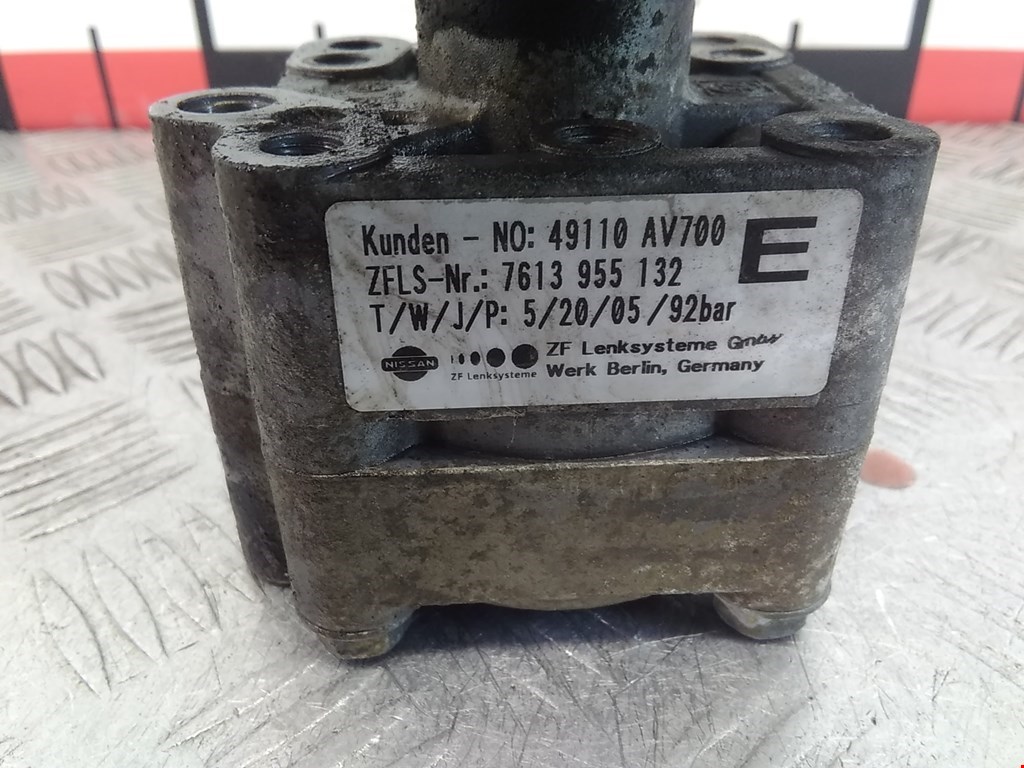 Kunden - NO: 49110 AV700
E
ZFLS-Nr.: 7613 955 132
T/W/J/P: 5/20/05/92bar
NISSAN
ZF Lenksysteme
ZF Lenksysteme GmbH
Werk Berlin, Germany